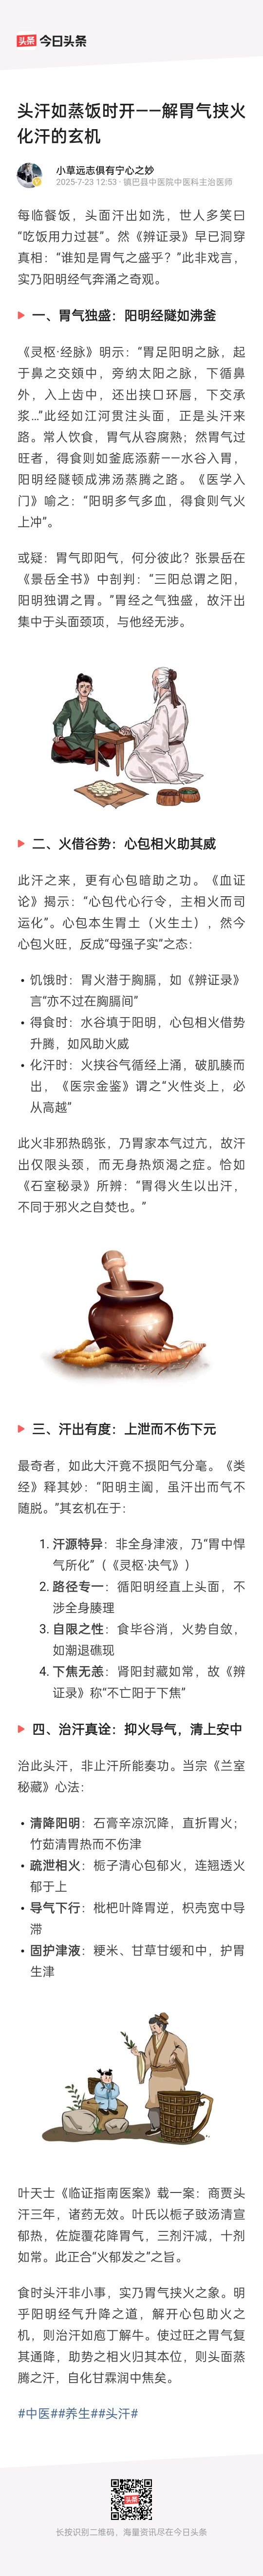 头条 今日头条
头汗如蒸饭时开——解胃气挟火
化汗的玄机
小草远志俱有宁心之妙
2025-7-23 12:53 · 镇巴县中医院中医科主治医师
每临餐饭，头面汗出如洗，世人多笑曰
“吃饭用力过甚”。然《辨证录》早已洞穿
真相：“谁知是胃气之盛乎？”此非戏言，
实乃阳明经气奔涌之奇观。
一、胃气独盛：阳明经隧如沸釜
《灵枢·经脉》明示：“胃足阳明之脉，起
于鼻之交頞中，旁纳太阳之脉，下循鼻
外，入上齿中，还出挟口环唇，下交承
浆…”此经如江河贯注头面，正是头汗来
路。常人饮食，胃气从容腐熟；然胃气过
旺者，得食则如釜底添薪——水谷入胃，
阳明经隧顿成沸汤蒸腾之路。《医学入
门》喻之：“阳明多气多血，得食则气火
上冲”。
或疑：胃气即阳气，何分彼此？张景岳在
《景岳全书》中剖判：“三阳总谓之阳，
阳明独谓之胃。”胃经之气独盛，故汗出
集中于头面颈项，与他经无涉。
二、火借谷势：心包相火助其威
此汗之来，更有心包暗助之功。《血证
论》揭示：“心包代心行令，主相火而司
运化”。心包本生胃土（火生土），然今
心包火旺，反成“母强子实”之态：
• 饥饿时：胃火潜于胸膈，如《辨证录》
言“亦不过在胸膈间”
• 得食时：水谷填于阳明，心包相火借势
升腾，如风助火威
• 化汗时：火挟谷气循经上涌，破肌腠而
出，《医宗金鉴》谓之“火性炎上，必
从高越”
此火非邪热鸱张，乃胃家本气过亢，故汗
出仅限头颈，而无身热烦渴之症。恰如
《石室秘录》所辨：“胃得火生以出汗，
不同于邪火之自焚也。”
三、汗出有度：上泄而不伤下元
最奇者，如此大汗竟不损阳气分毫。《类
经》释其妙：“阳明主阖，虽汗出而气不
随脱。”其玄机在于：
1. 汗源特异：非全身津液，乃“胃中悍
气所化”（《灵枢·决气》）
2. 路径专一：循阳明经直上头面，不
涉全身腠理
3. 自限之性：食毕谷消，火势自敛，
如潮退礁现
4. 下焦无恙：肾阳封藏如常，故《辨
证录》称“不亡阳于下焦”
四、治汗真诠：抑火导气，清上安中
治此头汗，非止汗所能奏功。当宗《兰室
秘藏》心法：
• 清降阳明：石膏辛凉沉降，直折胃火；
竹茹清胃热而不伤津
• 疏泄相火：栀子清心包郁火，连翘透火
郁于上
• 导气下行：枇杷叶降胃逆，枳壳宽中导
滞
• 固护津液：粳米、甘草甘缓和中，护胃
生津
叶天士《临证指南医案》载一案：商贾头
汗三年，诸药无效。叶氏以栀子豉汤清宣
郁热，佐旋覆花降胃气，三剂汗减，十剂
如常。此正合“火郁发之”之旨。
食时头汗非小事，实乃胃气挟火之象。明
乎阳明经气升降之道，解开心包助火之
机，则治汗如庖丁解牛。使过旺之胃气复
其通降，助势之相火归其本位，则头面蒸
腾之汗，自化甘霖润中焦矣。
#中医##养生##头汗#
头条
长按识别二维码，海量资讯尽在今日头条